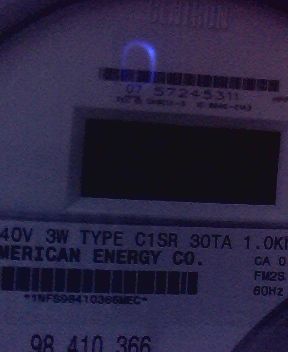 07 57245311
40V 3W TYPE C1SR 30TA 1.0K
MERICAN ENERGY CO.
CA 0
FM2S
60Hz
*1NFS98410366MEC*
98 410 366